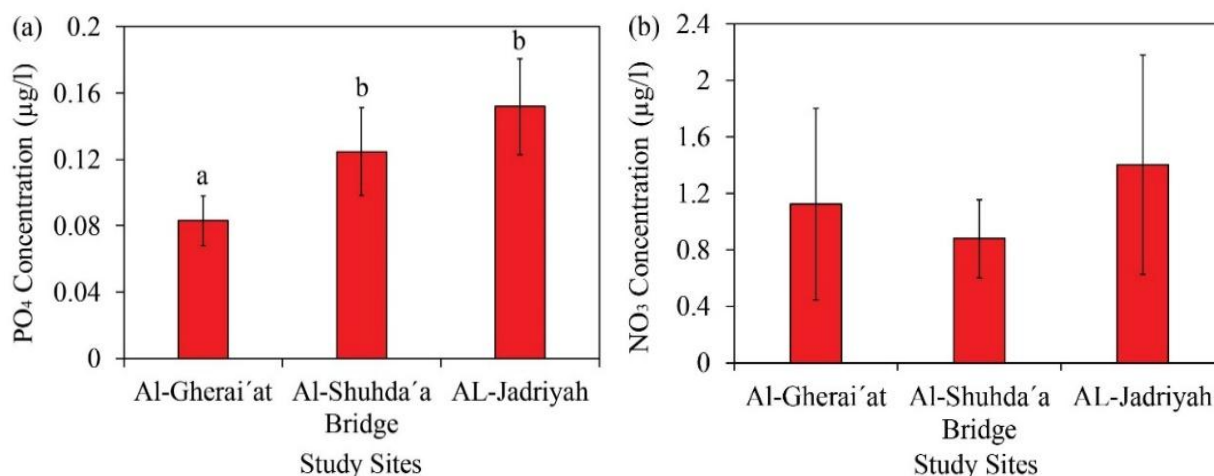 (a)
PO₄ Concentration (µg/l)
0.2
0.16
0.12
0.08
0.04
0
a
b
b
Al-Gherai´at
Al-Shuhda´a
Bridge
AL-Jadriyah
Study Sites
(b)
NO₃ Concentration (µg/l)
2.4
2
1.6
1.2
0.8
0.4
0
Al-Gherai´at
Al-Shuhda´a
Bridge
AL-Jadriyah
Study Sites